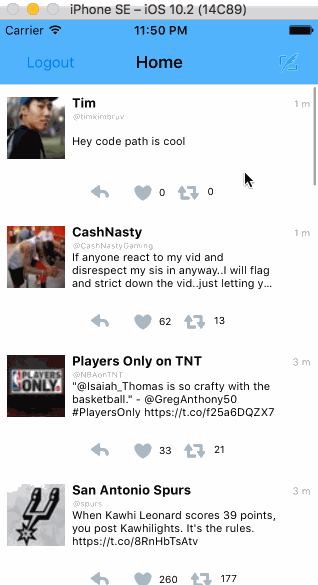 iPhone SE – iOS 10.2 (14C89)
Carrier 11:50 PM
Logout Home
Tim 1 m
@timkimbruv
Hey code path is cool
0 0
CashNasty 1 m
@CashNastyGaming
If anyone react to my vid and
disrespect my sis in anyway..I will flag
and strict down the vid..just letting y...
62 13
Players Only on TNT 3 m
@NBAonTNT
PLAYERS
ONLY
"@Isaiah_Thomas is so crafty with the
basketball." - @GregAnthony50
#PlayersOnly https://t.co/f25a6DQZX7
33 21
San Antonio Spurs 3 m
@spurs
When Kawhi Leonard scores 39 points,
you post Kawhilights. It's the rules.
https://t.co/8RnHbTsAtv
260 177